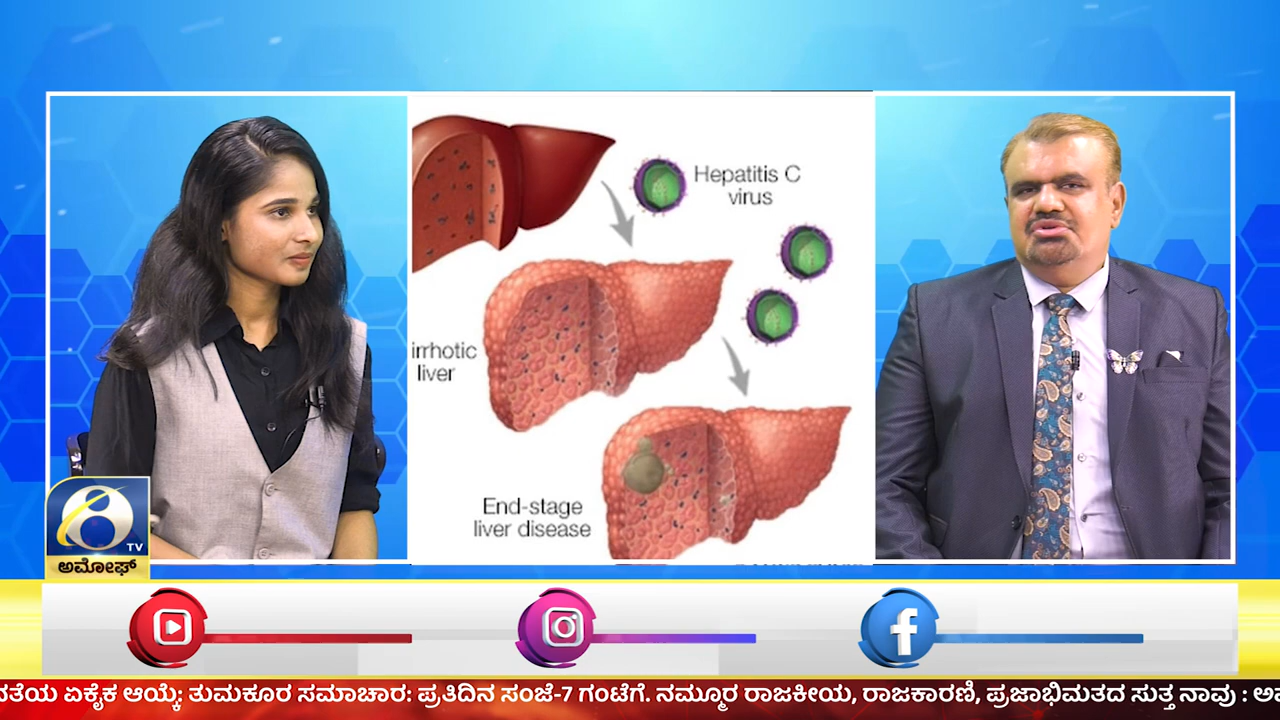 Hepatitis C
virus
irrhotic
liver
End-stage
liver disease
TV
ಅಮೋಘ್
ನತೆಯ ಏಕೈಕ ಆಯ್ಕೆ; ತುಮಕೂರ ಸಮಾಚಾರ: ಪ್ರತಿದಿನ ಸಂಜೆ-7 ಗಂಟೆಗೆ. ನಮ್ಮೂರ ರಾಜಕೀಯ, ರಾಜಕಾರಣಿ, ಪ್ರಜಾಭಿಮತದ ಸುತ್ತ ನಾವು : ಅ